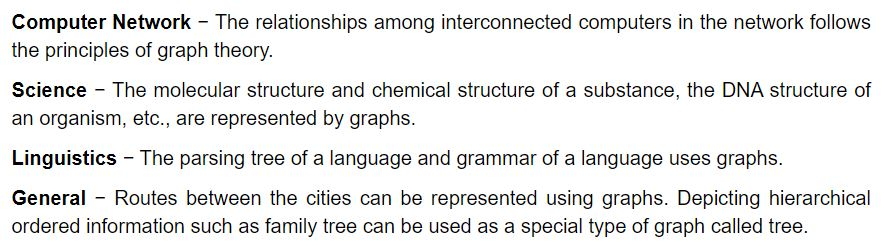 Computer Network − The relationships among interconnected computers in the network follows
the principles of graph theory.
Science − The molecular structure and chemical structure of a substance, the DNA structure of
an organism, etc., are represented by graphs.
Linguistics − The parsing tree of a language and grammar of a language uses graphs.
General − Routes between the cities can be represented using graphs. Depicting hierarchical
ordered information such as family tree can be used as a special type of graph called tree.